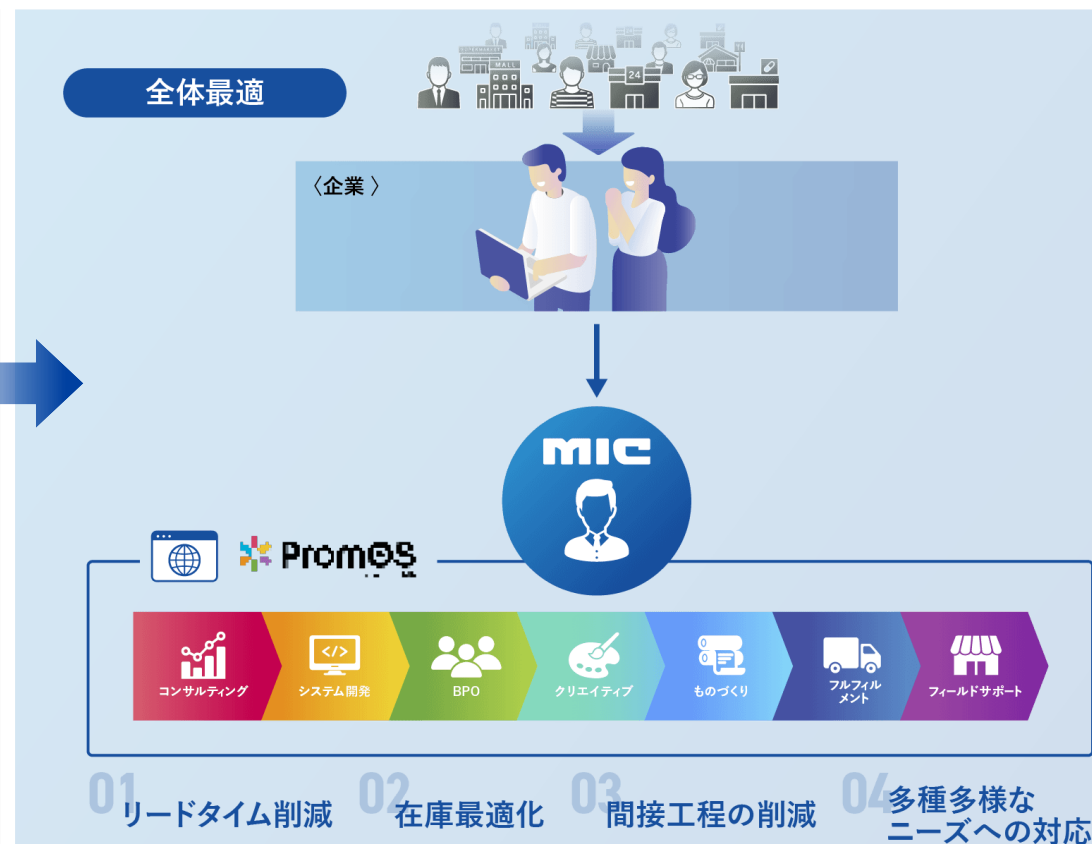 全体最適
SUPERMARKET
MALL
24
〈企業〉
MIC
PromOS
コンサルティング
</>
システム開発
BPO
クリエイティブ
ものづくり
フルフィル
メント
フィールドサポート
01
リードタイム削減
02
在庫最適化
03
間接工程の削減
04
多種多様な
ニーズへの対応